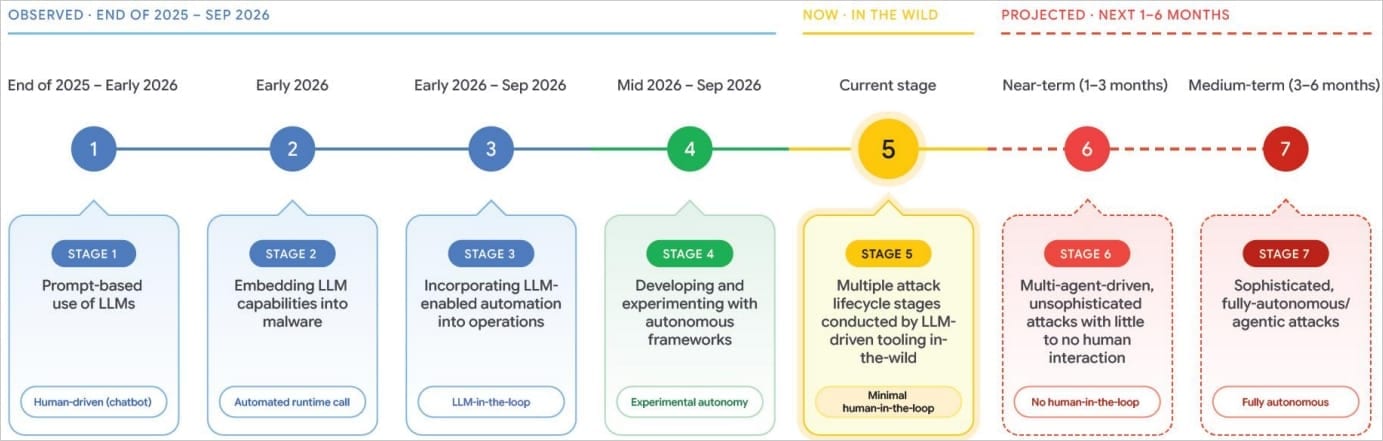 OBSERVED · END OF 2025 – SEP 2026
NOW · IN THE WILD
PROJECTED · NEXT 1–6 MONTHS
End of 2025 – Early 2026
Early 2026
Early 2026 – Sep 2026
Mid 2026 – Sep 2026
Current stage
Near-term (1–3 months)
Medium-term (3–6 months)
1
2
3
4
5
6
7
STAGE 1
Prompt-based
use of LLMs
Human-driven (chatbot)
STAGE 2
Embedding LLM
capabilities into
malware
Automated runtime call
STAGE 3
Incorporating LLM-
enabled automation
into operations
LLM-in-the-loop
STAGE 4
Developing and
experimenting with
autonomous
frameworks
Experimental autonomy
STAGE 5
Multiple attack
lifecycle stages
conducted by LLM-
driven tooling in-
the-wild
Minimal
human-in-the-loop
STAGE 6
Multi-agent-driven,
unsophisticated
attacks with little
to no human
interaction
No human-in-the-loop
STAGE 7
Sophisticated,
fully-autonomous/
agentic attacks
Fully autonomous